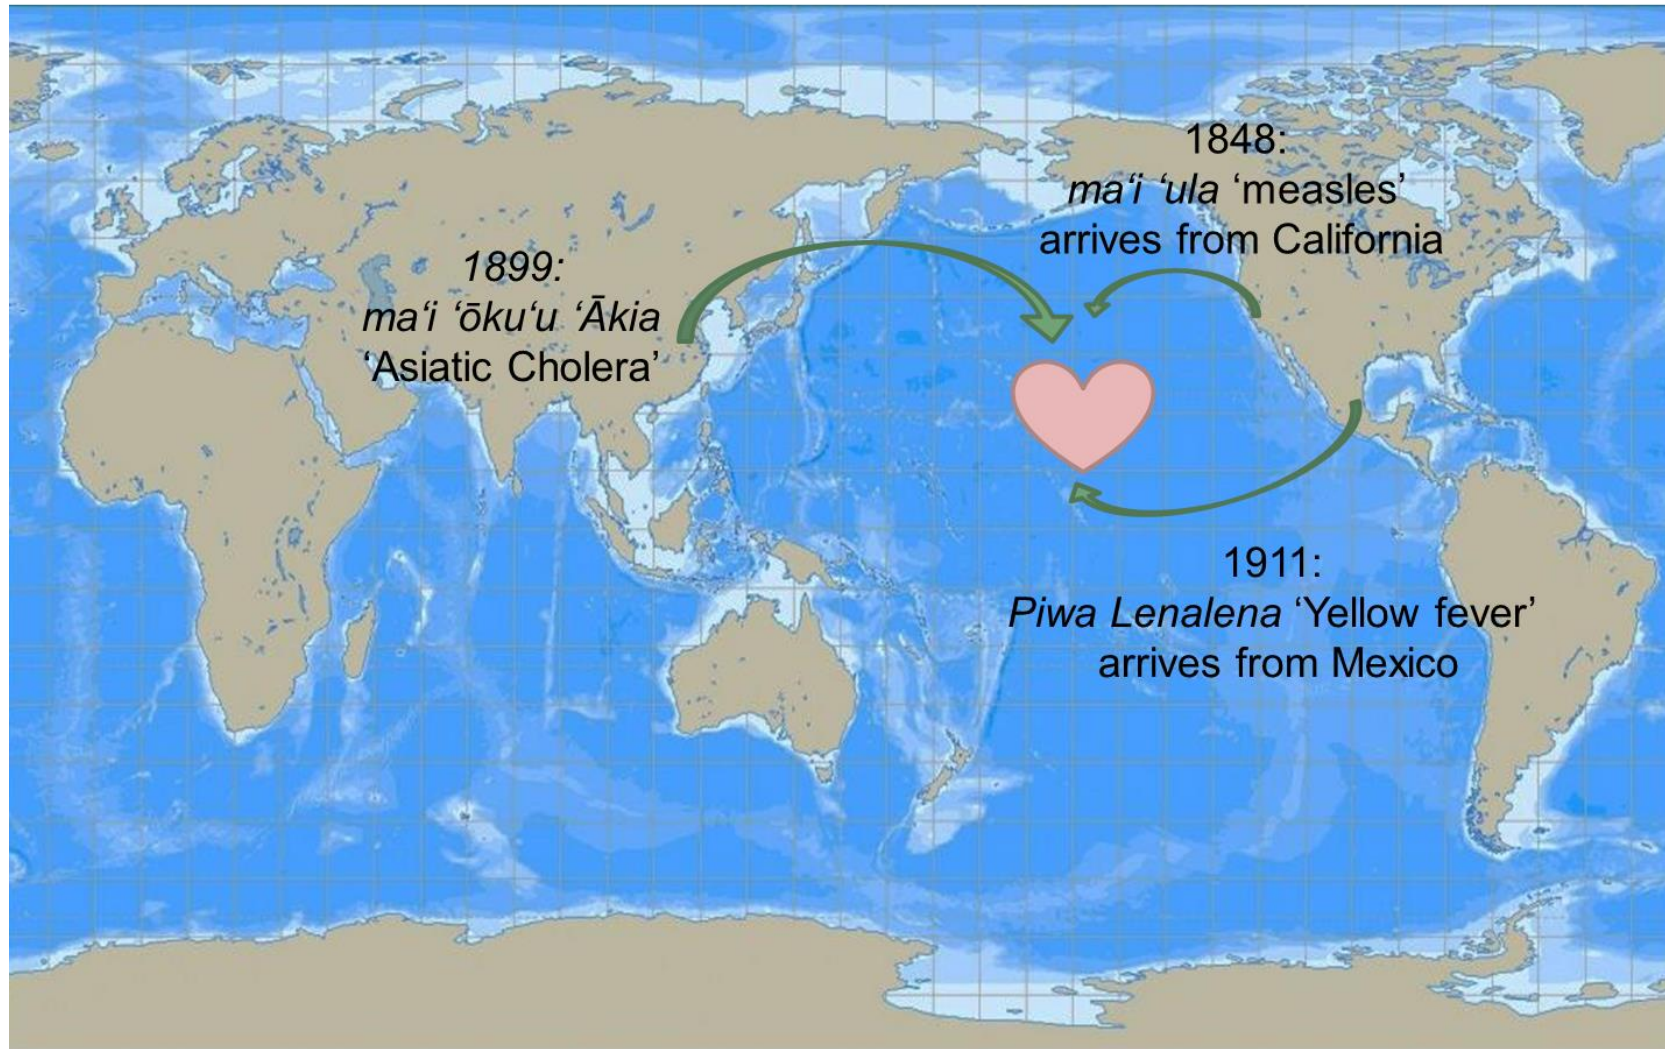 1848:
ma‘i ‘ula ‘measles’
arrives from California
1899:
ma‘i ‘ōku‘u ‘Ākia
‘Asiatic Cholera’
1911:
Piwa Lenalena ‘Yellow fever’
arrives from Mexico